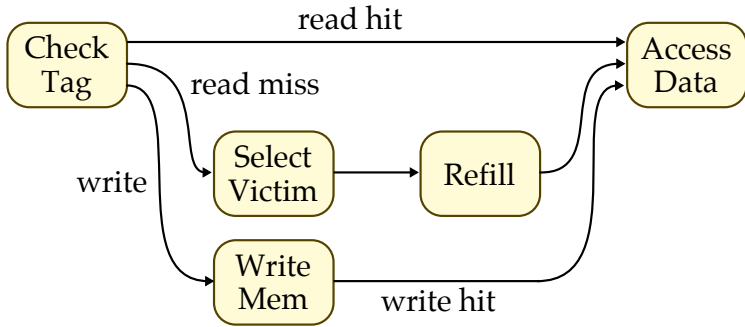 read hit
Check
Tag
Access
Data
read miss
Select
Victim
Refill
write
Write
Mem
write hit